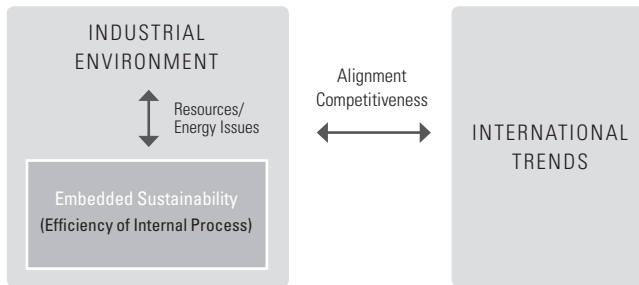 INDUSTRIAL
ENVIRONMENT
Resources/
Energy Issues
Embedded Sustainability
(Efficiency of Internal Process)
Alignment
Competitiveness
INTERNATIONAL
TRENDS